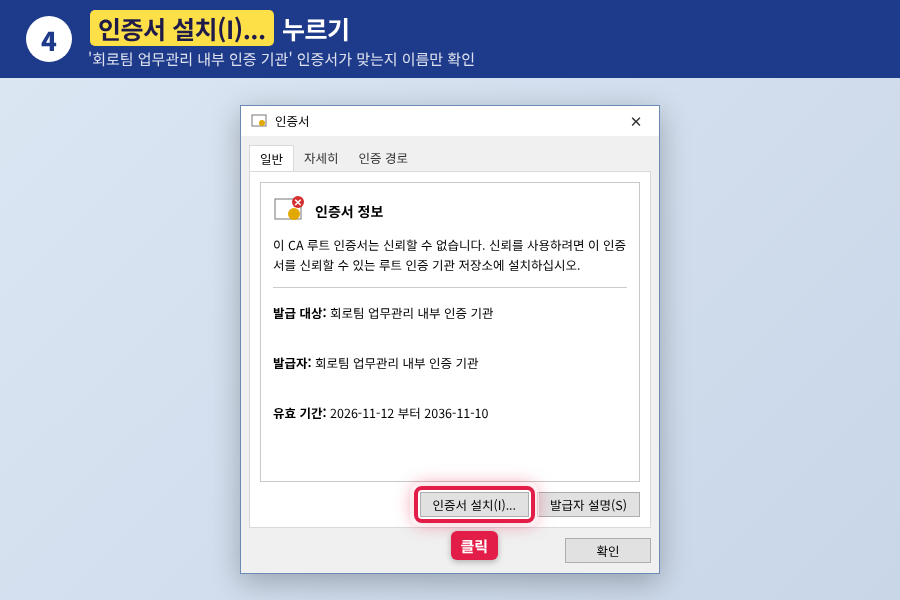 4
인증서 설치(I)... 누르기
'회로팀 업무관리 내부 인증 기관' 인증서가 맞는지 이름만 확인
인증서
일반 자세히 인증 경로
인증서 정보
이 CA 루트 인증서는 신뢰할 수 없습니다. 신뢰를 사용하려면 이 인증
서를 신뢰할 수 있는 루트 인증 기관 저장소에 설치하십시오.
발급 대상: 회로팀 업무관리 내부 인증 기관
발급자: 회로팀 업무관리 내부 인증 기관
유효 기간: 2026-11-12 부터 2036-11-10
인증서 설치(I)... 발급자 설명(S)
클릭
확인